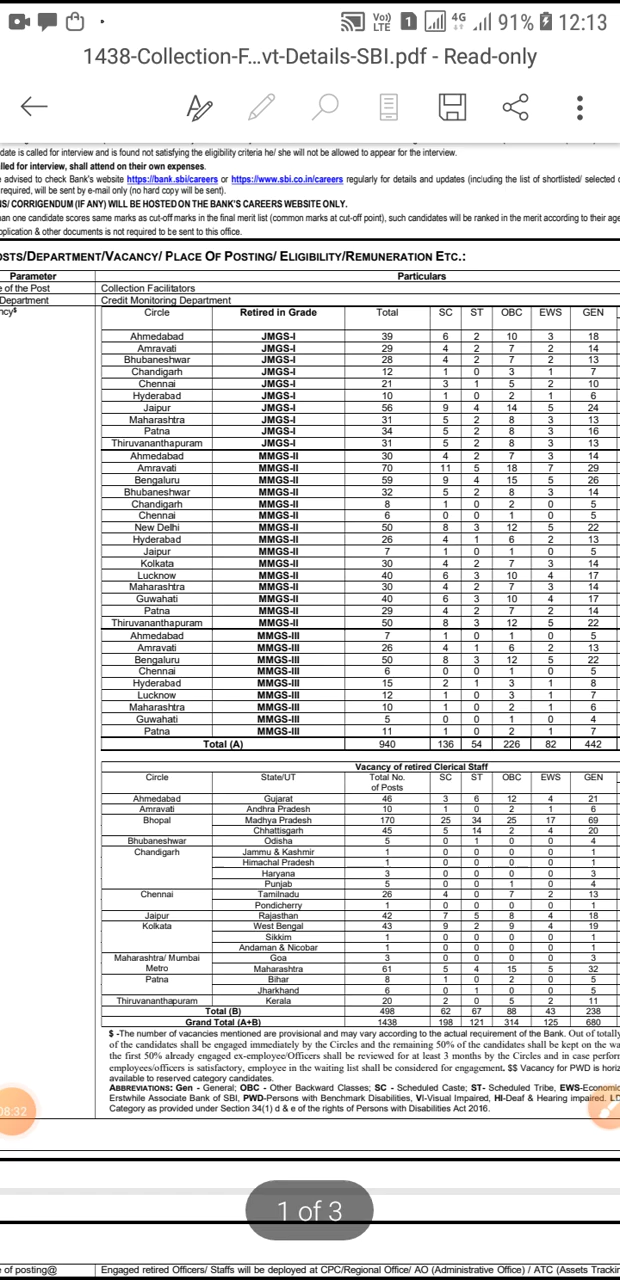 Vo)) LTE 1 4G 91% 12:13
1438-Collection-F...vt-Details-SBI.pdf - Read-only
date is called for interview and is found not satisfying the eligibility criteria he/ she will not be allowed to appear for the interview.
lled for interview, shall attend on their own expenses.
advised to check Bank's website https://bank.sbi/careers or https://www.sbi.co.in/careers regularly for details and updates (including the list of shortlisted/ selected
required, will be sent by e-mail only (no hard copy will be sent).
NS/ CORRIGENDUM (IF ANY) WILL BE HOSTED ON THE BANK'S CAREERS WEBSITE ONLY.
an one candidate scores same marks as cut-off marks in the final merit list (common marks at cut-off point), such candidates will be ranked in the merit according to their age
plication & other documents is not required to be sent to this office.
OSTS/DEPARTMENT/VACANCY/ PLACE OF POSTING/ ELIGIBILITY/REMUNERATION ETC.:
Parameter Particulars
e of the Post Collection Facilitators
Department Credit Monitoring Department
ncy$ Circle Retired in Grade Total SC ST OBC EWS GEN
Ahmedabad JMGS-I 39 6 2 10 3 18
Amravati JMGS-I 29 4 2 7 2 14
Bhubaneshwar JMGS-I 28 4 2 7 2 13
Chandigarh JMGS-I 12 1 0 3 1 7
Chennai JMGS-I 21 3 1 5 2 10
Hyderabad JMGS-I 10 1 0 2 1 6
Jaipur JMGS-I 56 9 4 14 5 24
Maharashtra JMGS-I 31 5 2 8 3 13
Patna JMGS-I 34 5 2 8 3 16
Thiruvananthapuram JMGS-I 31 5 2 8 3 13
Ahmedabad MMGS-II 30 4 2 7 3 14
Amravati MMGS-II 70 11 5 18 7 29
Bengaluru MMGS-II 59 9 4 15 5 26
Bhubaneshwar MMGS-II 32 5 2 8 3 14
Chandigarh MMGS-II 8 1 0 2 0 5
Chennai MMGS-II 6 0 0 1 0 5
New Delhi MMGS-II 50 8 3 12 5 22
Hyderabad MMGS-II 26 4 1 6 2 13
Jaipur MMGS-II 7 1 0 1 0 5
Kolkata MMGS-II 30 4 2 7 3 14
Lucknow MMGS-II 40 6 3 10 4 17
Maharashtra MMGS-II 30 4 2 7 3 14
Guwahati MMGS-II 40 6 3 10 4 17
Patna MMGS-II 29 4 2 7 2 14
Thiruvananthapuram MMGS-II 50 8 3 12 5 22
Ahmedabad MMGS-III 7 1 0 1 0 5
Amravati MMGS-III 26 4 1 6 2 13
Bengaluru MMGS-III 50 8 3 12 5 22
Chennai MMGS-III 6 0 0 1 0 5
Hyderabad MMGS-III 15 2 1 3 1 8
Lucknow MMGS-III 12 1 0 3 1 7
Maharashtra MMGS-III 10 1 0 2 1 6
Guwahati MMGS-III 5 0 0 1 0 4
Patna MMGS-III 11 1 0 2 1 7
Total (A) 940 136 54 226 82 442
Vacancy of retired Clerical Staff
Circle State/UT Total No. of Posts SC ST OBC EWS GEN
Ahmedabad Gujarat 46 3 6 12 4 21
Amravati Andhra Pradesh 10 1 0 2 1 6
Bhopal Madhya Pradesh 170 25 34 25 17 69
Chhattisgarh 45 5 14 2 4 20
Bhubaneshwar Odisha 5 0 1 0 0 4
Chandigarh Jammu & Kashmir 1 0 0 0 0 1
Himachal Pradesh 1 0 0 0 0 1
Haryana 3 0 0 0 0 3
Punjab 5 0 0 1 0 4
Chennai Tamilnadu 26 4 0 7 2 13
Pondicherry 1 0 0 0 0 1
Jaipur Rajasthan 42 7 5 8 4 18
Kolkata West Bengal 43 9 2 9 4 19
Sikkim 1 0 0 0 0 1
Andaman & Nicobar 1 0 0 0 0 1
Maharashtra/ Mumbai Metro Goa 3 0 0 0 0 3
Maharashtra 61 5 4 15 5 32
Patna Bihar 8 1 0 2 0 5
Jharkhand 6 0 1 0 0 5
Thiruvananthapuram Kerala 20 2 0 5 2 11
Total (B) 498 62 67 88 43 238
Grand Total (A+B) 1438 198 121 314 125 680
$ -The number of vacancies mentioned are provisional and may vary according to the actual requirement of the Bank. Out of totally
of the candidates shall be engaged immediately by the Circles and the remaining 50% of the candidates shall be kept on the wa
the first 50% already engaged ex-employee/Officers shall be reviewed for at least 3 months by the Circles and in case perform
employees/officers is satisfactory, employee in the waiting list shall be considered for engagement. $$ Vacancy for PWD is horiz
available to reserved category candidates.
ABBREVIATIONS: Gen - General; OBC - Other Backward Classes; SC - Scheduled Caste; ST- Scheduled Tribe, EWS-Economic
Erstwhile Associate Bank of SBI, PWD-Persons with Benchmark Disabilities, VI-Visual Impaired, HI-Deaf & Hearing impaired. LD
Category as provided under Section 34(1) d & e of the rights of Persons with Disabilities Act 2016.
08:32
1 of 3
e of posting@ Engaged retired Officers/ Staffs will be deployed at CPC/Regional Office/ AO (Administrative Office) / ATC (Assets Trackin